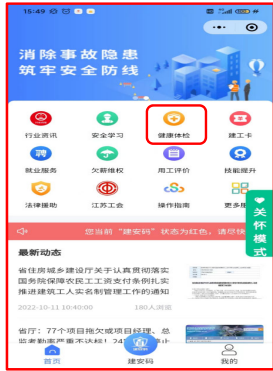 15:49
消除事故隐患
筑牢安全防线
行业资讯
安全学习
健康体检
建工卡
就业服务
欠薪维权
用工评价
技能提升
法律援助
江苏工会
操作指南
更多服
关怀模式
您当前“建安码”状态为红色，请尽快
最新动态
省住房城乡建设厅关于认真贯彻落实
国务院保障农民工工资支付条例扎实
推进建筑工人实名制管理工作的通知
2022-10-11 10:40:00 180人浏览
省厅：77个项目拖欠或项目经理、总
首页
建安码
我的